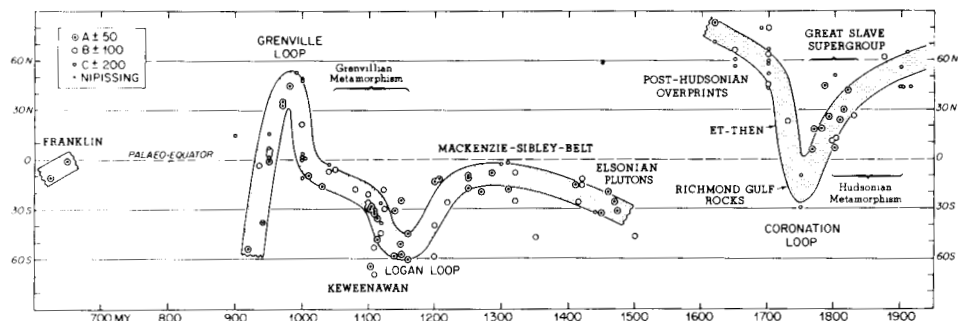 ⊙ A ± 50
○ B ± 100
• C ± 200
∘ NIPISSING
60 N
30 N
0
30 S
60 S
GRENVILLE
LOOP
Grenvillian
Metamorphism
FRANKLIN
PALAEO-EQUATOR
MACKENZIE-SIBLEY-BELT
ELSONIAN
PLUTONS
LOGAN LOOP
KEWEENAWAN
GREAT SLAVE
SUPERGROUP
POST-HUDSONIAN
OVERPRINTS
ET-THEN
RICHMOND GULF
ROCKS
Hudsonian
Metamorphism
CORONATION
LOOP
60 N
30 N
0
30 S
60 S
700 MY
900
1000
1100
1200
1300
1400
1500
1600
1700
1800
1900